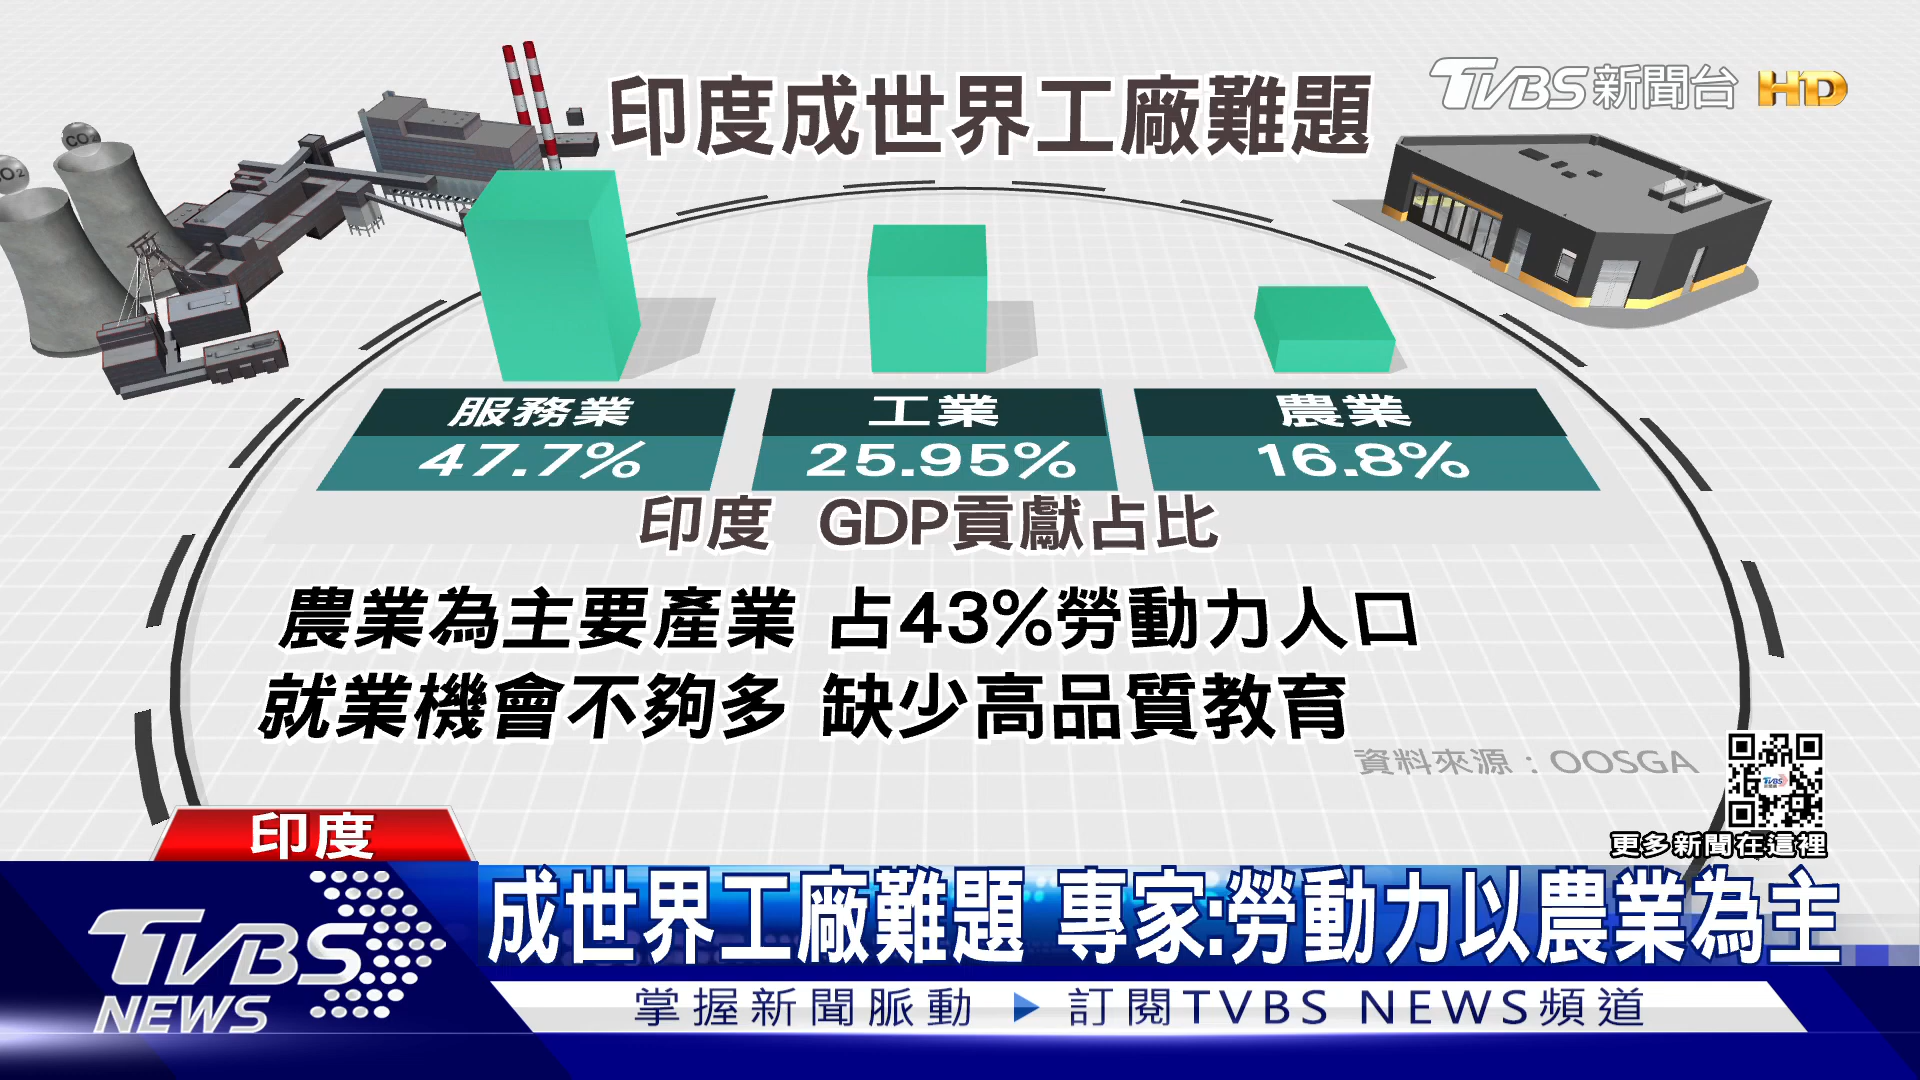 印度成世界工廠難題
TVBS新聞台 HD
CO2
服務業 工業 農業
47.7% 25.95% 16.8%
印度 GDP貢獻占比
農業為主要產業 占43%勞動力人口
就業機會不夠多 缺少高品質教育
資料來源：OOSGA
更多新聞在這裡
印度
成世界工廠難題 專家:勞動力以農業為主
TVBS NEWS
掌握新聞脈動 ▶ 訂閱TVBS NEWS頻道